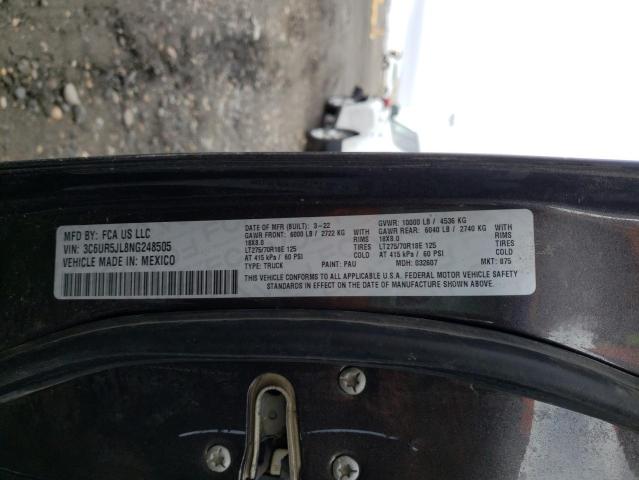 MFD BY: FCA US LLC
VIN: 3C6UR5JL8NG248505
VEHICLE MADE IN: MEXICO
DATE OF MFR (BUILT): 3-22
GAWR FRONT: 6000 LB / 2722 KG WITH
18X8.0 RIMS
LT275/70R18E 125 TIRES
AT 415 kPa / 60 PSI COLD
TYPE: TRUCK PAINT: PAU
GVWR: 10000 LB / 4536 KG
GAWR REAR: 6040 LB / 2740 KG WITH
18X8.0 RIMS
LT275/70R18E 125 TIRES
AT 415 kPa / 60 PSI COLD
MDH: 032607 MKT: 875
THIS VEHICLE CONFORMS TO ALL APPLICABLE U.S.A. FEDERAL MOTOR VEHICLE SAFETY
STANDARDS IN EFFECT ON THE DATE OF MANUFACTURE SHOWN ABOVE.